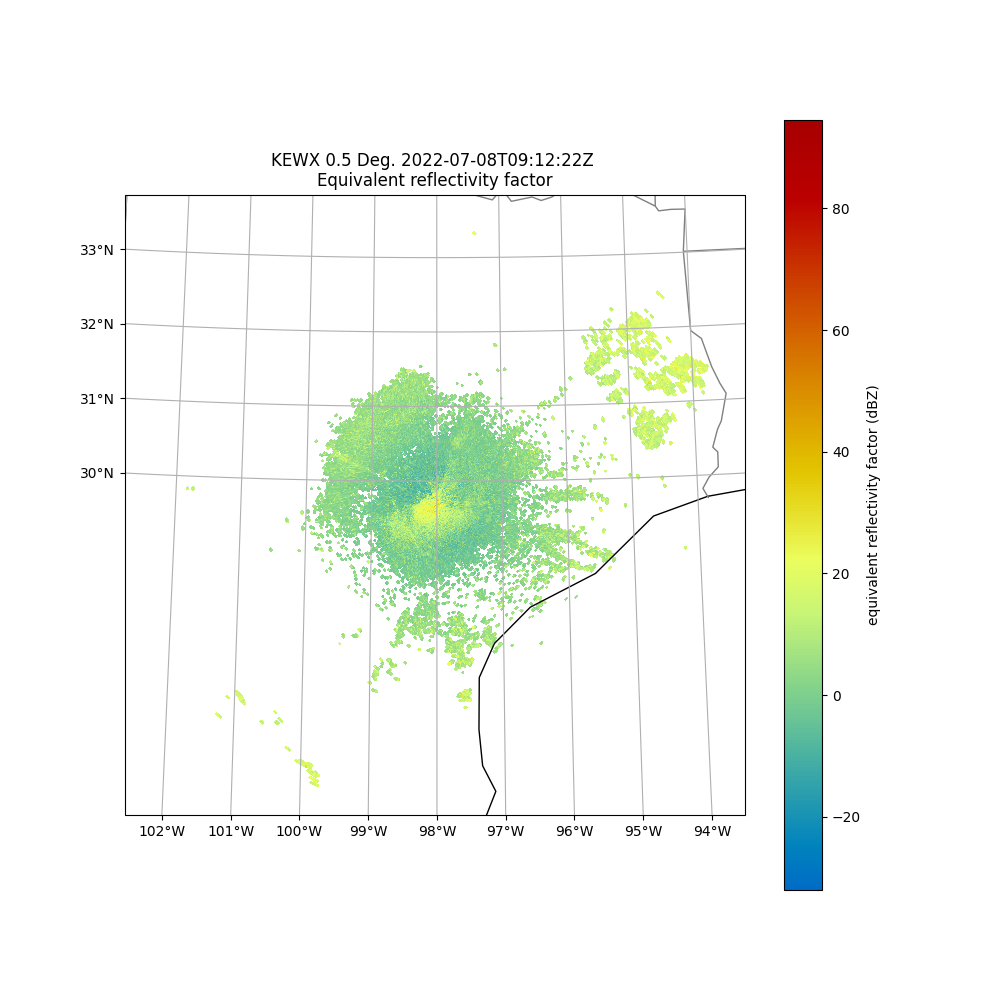 KEWX 0.5 Deg. 2022-07-08T09:12:22Z
Equivalent reflectivity factor
33°N
32°N
31°N
30°N
102°W
101°W
100°W
99°W
98°W
97°W
96°W
95°W
94°W
80
60
40
20
0
−20
equivalent reflectivity factor (dBZ)